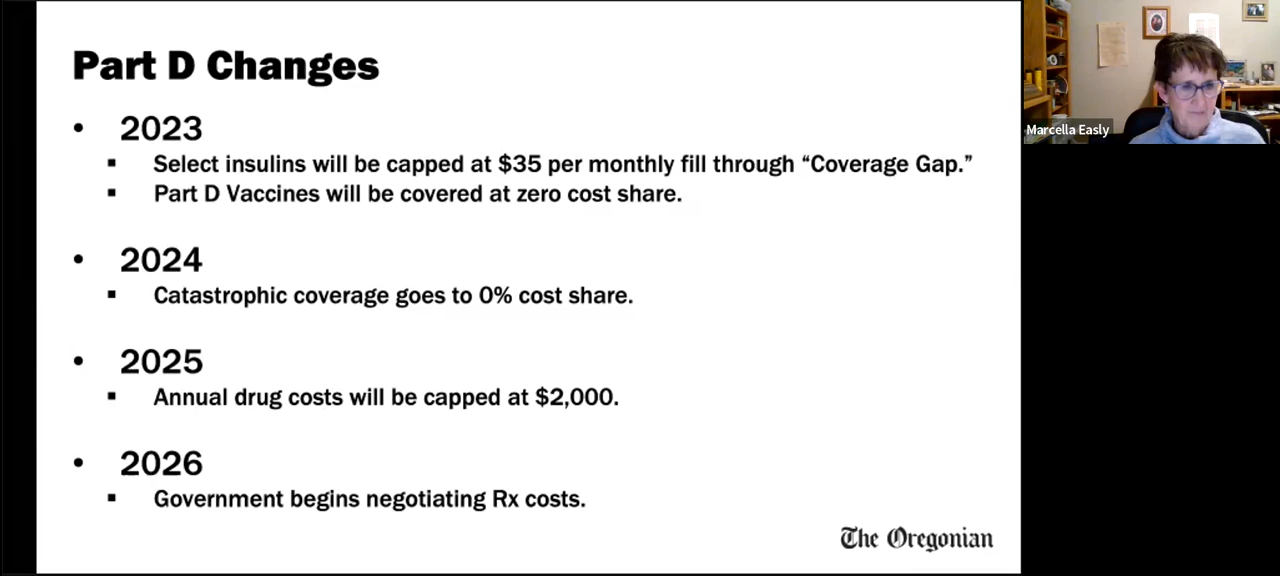 Part D Changes
• 2023
▪ Select insulins will be capped at $35 per monthly fill through “Coverage Gap.”
▪ Part D Vaccines will be covered at zero cost share.
• 2024
▪ Catastrophic coverage goes to 0% cost share.
• 2025
▪ Annual drug costs will be capped at $2,000.
• 2026
▪ Government begins negotiating Rx costs.
The Oregonian
Marcella Easly